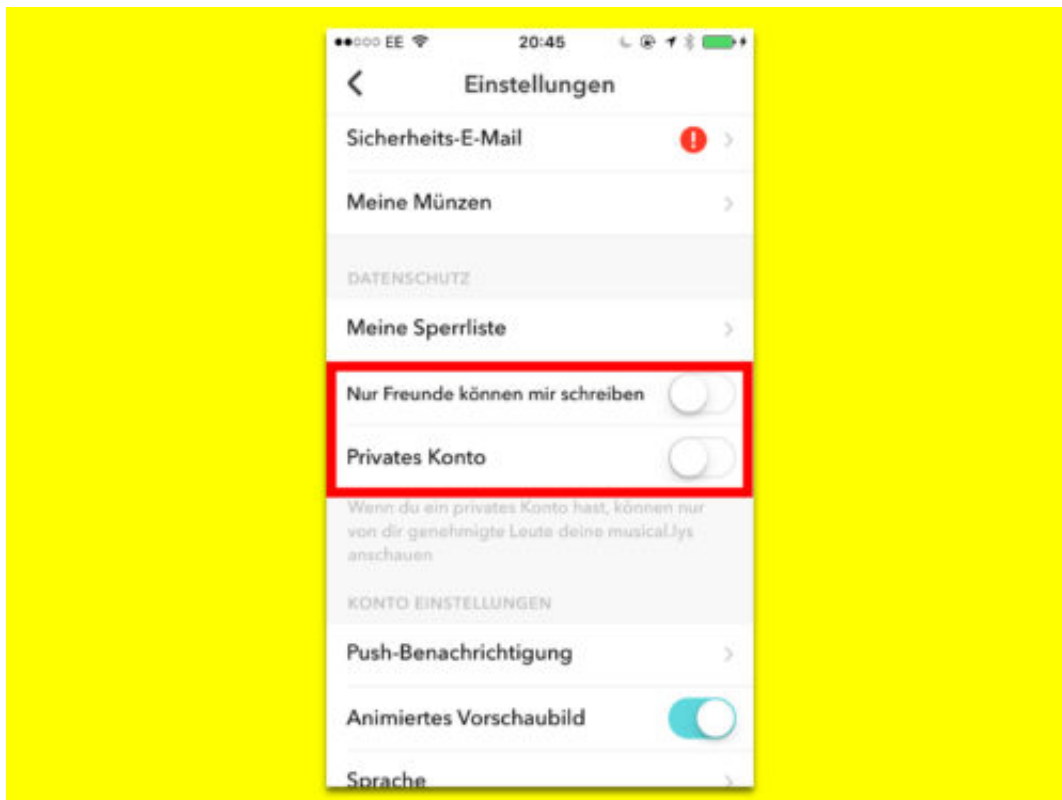 EE 20:45
Einstellungen
Sicherheits-E-Mail
Meine Münzen
DATENSCHUTZ
Meine Sperrliste
Nur Freunde können mir schreiben
Privates Konto
Wenn du ein privates Konto hast, können nur
von dir genehmigte Leute deine musical.lys
anschauen
KONTO EINSTELLUNGEN
Push-Benachrichtigung
Animiertes Vorschaubild
Sprache